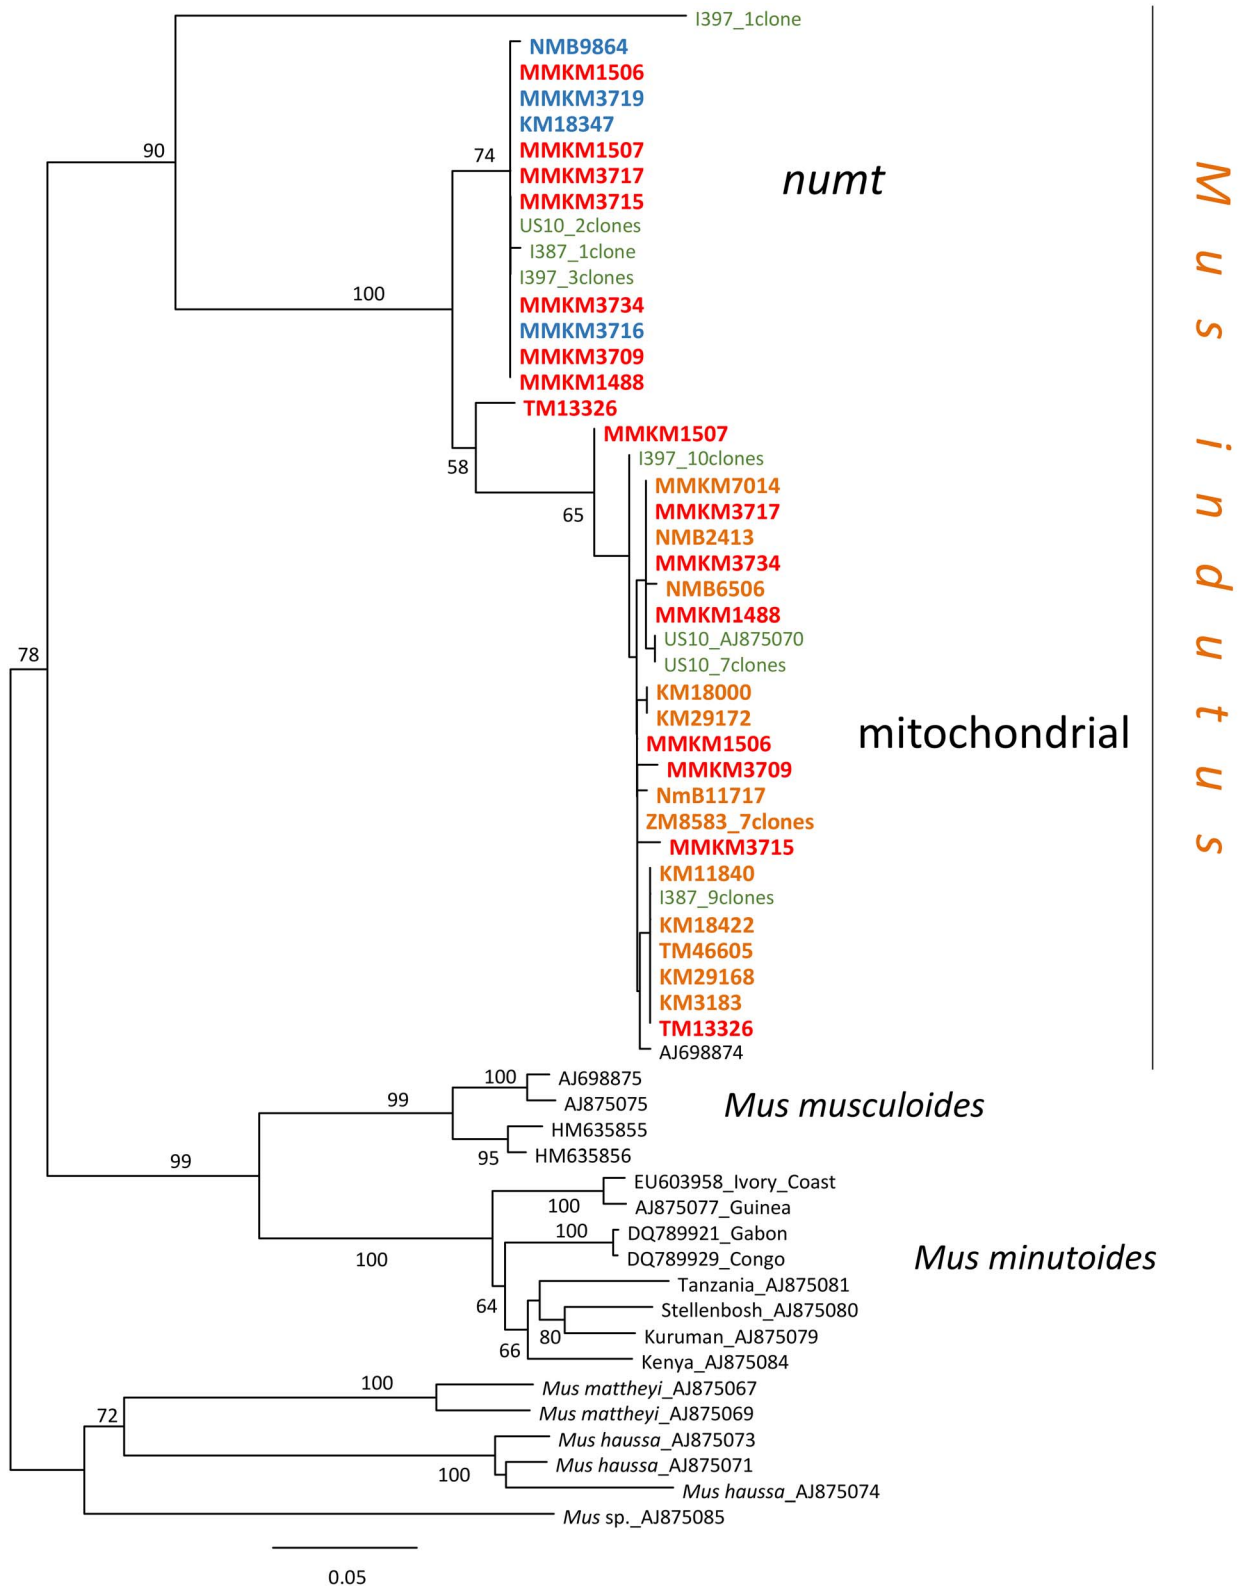 I397_1clone
NMB9864
MMKM1506
MMKM3719
KM18347
90
MMKM1507
74
MMKM3717
numt
MMKM3715
US10_2clones
I387_1clone
I397_3clones
100
MMKM3734
MMKM3716
MMKM3709
MMKM1488
TM13326
MMKM1507
I397_10clones
58
MMKM7014
65
MMKM3717
NMB2413
MMKM3734
NMB6506
MMKM1488
US10_AJ875070
78
US10_7clones
KM18000
KM29172
mitochondrial
MMKM1506
MMKM3709
NmB11717
ZM8583_7clones
MMKM3715
KM11840
I387_9clones
KM18422
TM46605
KM29168
KM3183
TM13326
AJ698874
Mus indutus
100
AJ698875
99
AJ875075
Mus musculoides
HM635855
95
HM635856
99
EU603958_Ivory_Coast
100
AJ875077_Guinea
100
DQ789921_Gabon
100
DQ789929_Congo
Mus minutoides
Tanzania_AJ875081
64
Stellenbosh_AJ875080
80
Kuruman_AJ875079
66
Kenya_AJ875084
100
Mus mattheyi_AJ875067
72
Mus mattheyi_AJ875069
Mus haussa_AJ875073
100
Mus haussa_AJ875071
Mus haussa_AJ875074
Mus sp._AJ875085
0.05